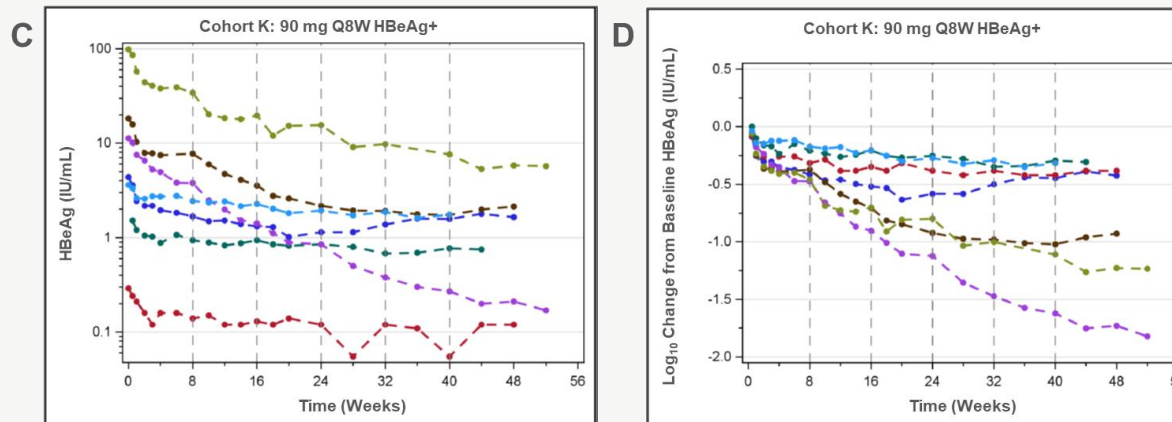 C
Cohort K: 90 mg Q8W HBeAg+
HBeAg (IU/mL)
100
10
1
0.1
0 8 16 24 32 40 48 56
Time (Weeks)
D
Cohort K: 90 mg Q8W HBeAg+
Log₁₀ Change from Baseline HBeAg (IU/mL)
0.5
0.0
-0.5
-1.0
-1.5
-2.0
0 8 16 24 32 40 48
Time (Weeks)